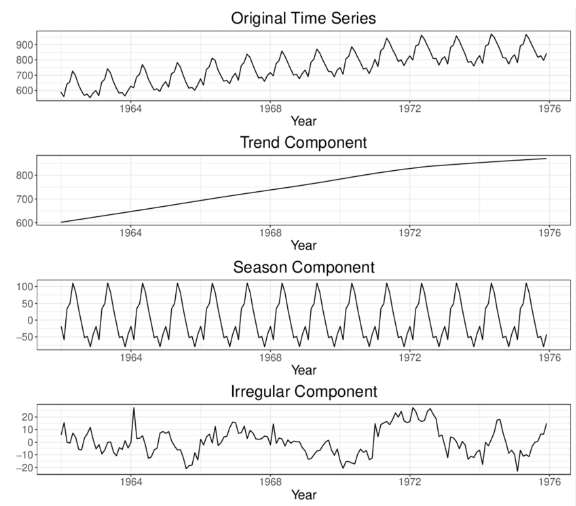 Original Time Series
900
800
700
600
1964 1968 1972 1976
Year
Trend Component
800
700
600
1964 1968 1972 1976
Year
Season Component
100
50
0
−50
1964 1968 1972 1976
Year
Irregular Component
20
10
0
−10
−20
1964 1968 1972 1976
Year